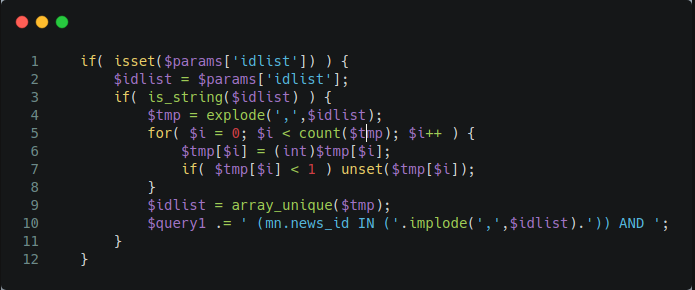 1 if( isset($params['idlist']) ) {
2 $idlist = $params['idlist'];
3 if( is_string($idlist) ) {
4 $tmp = explode(',',$idlist);
5 for( $i = 0; $i < count($tmp); $i++ ) {
6 $tmp[$i] = (int)$tmp[$i];
7 if( $tmp[$i] < 1 ) unset($tmp[$i]);
8 }
9 $idlist = array_unique($tmp);
10 $query1 .= ' (mn.news_id IN ('.implode(',',$idlist).')) AND ';
11 }
12 }